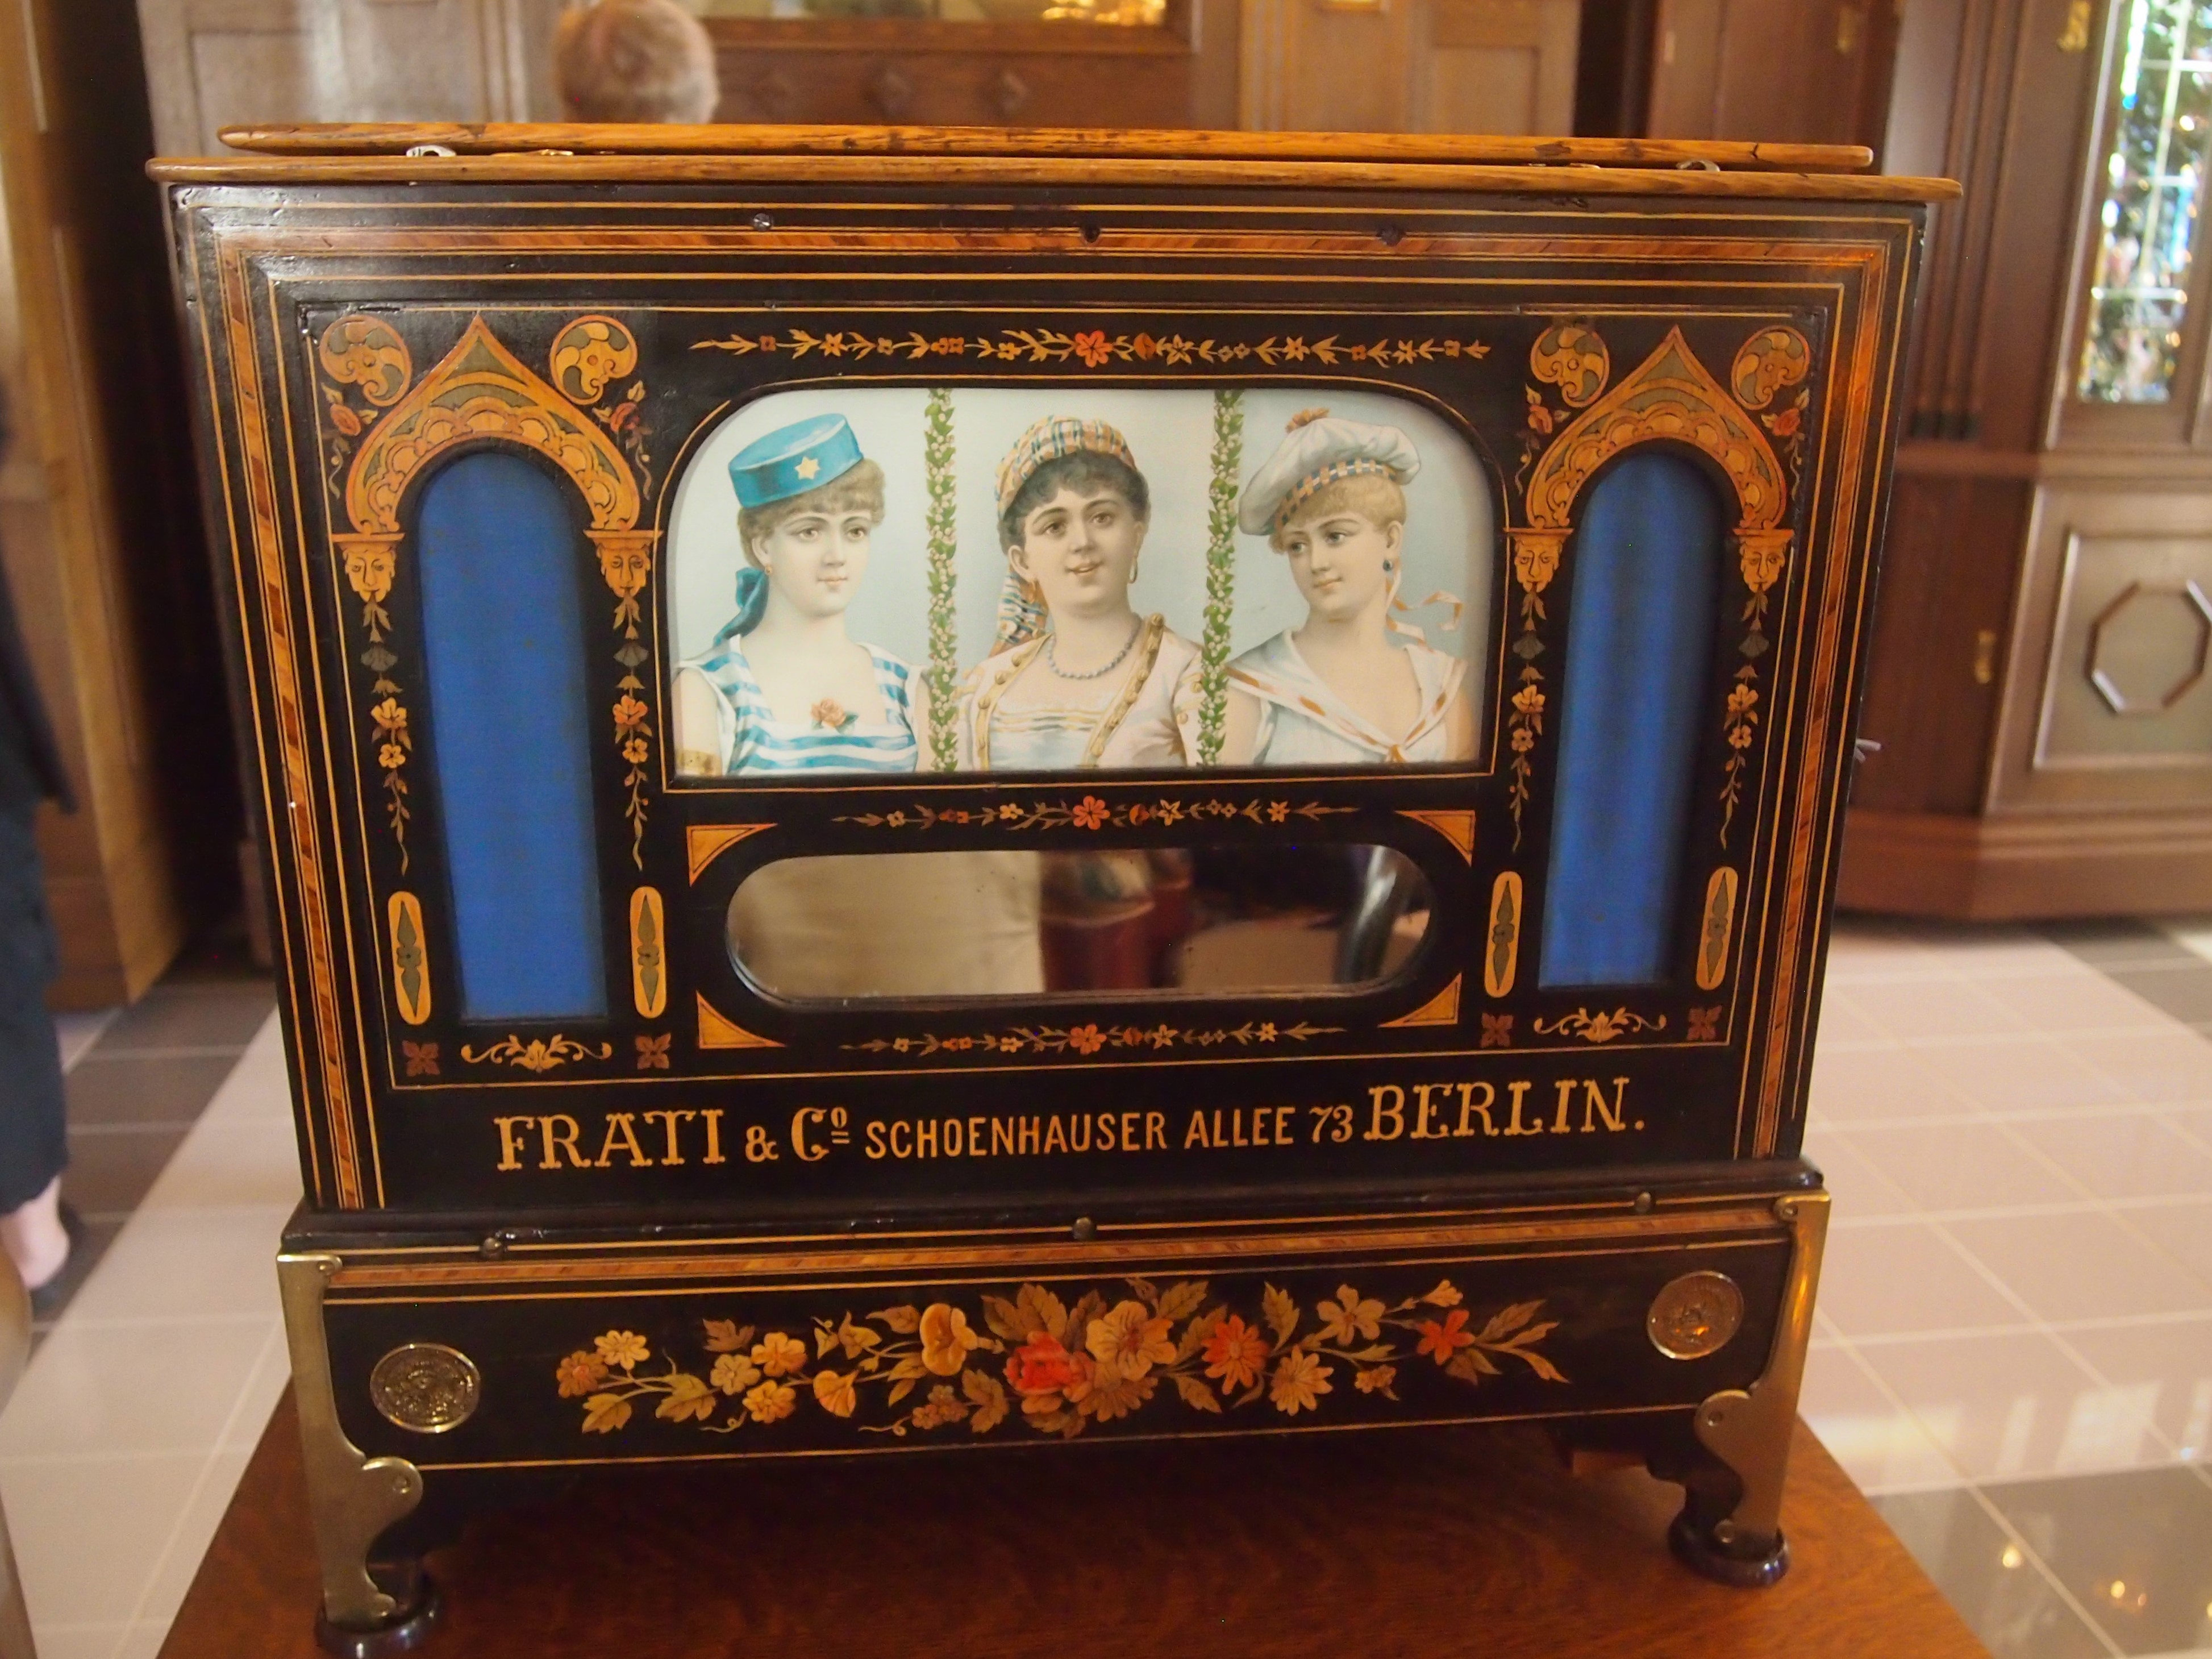 FRATI & Cº SCHOENHAUSER ALLEE 73 BERLIN.